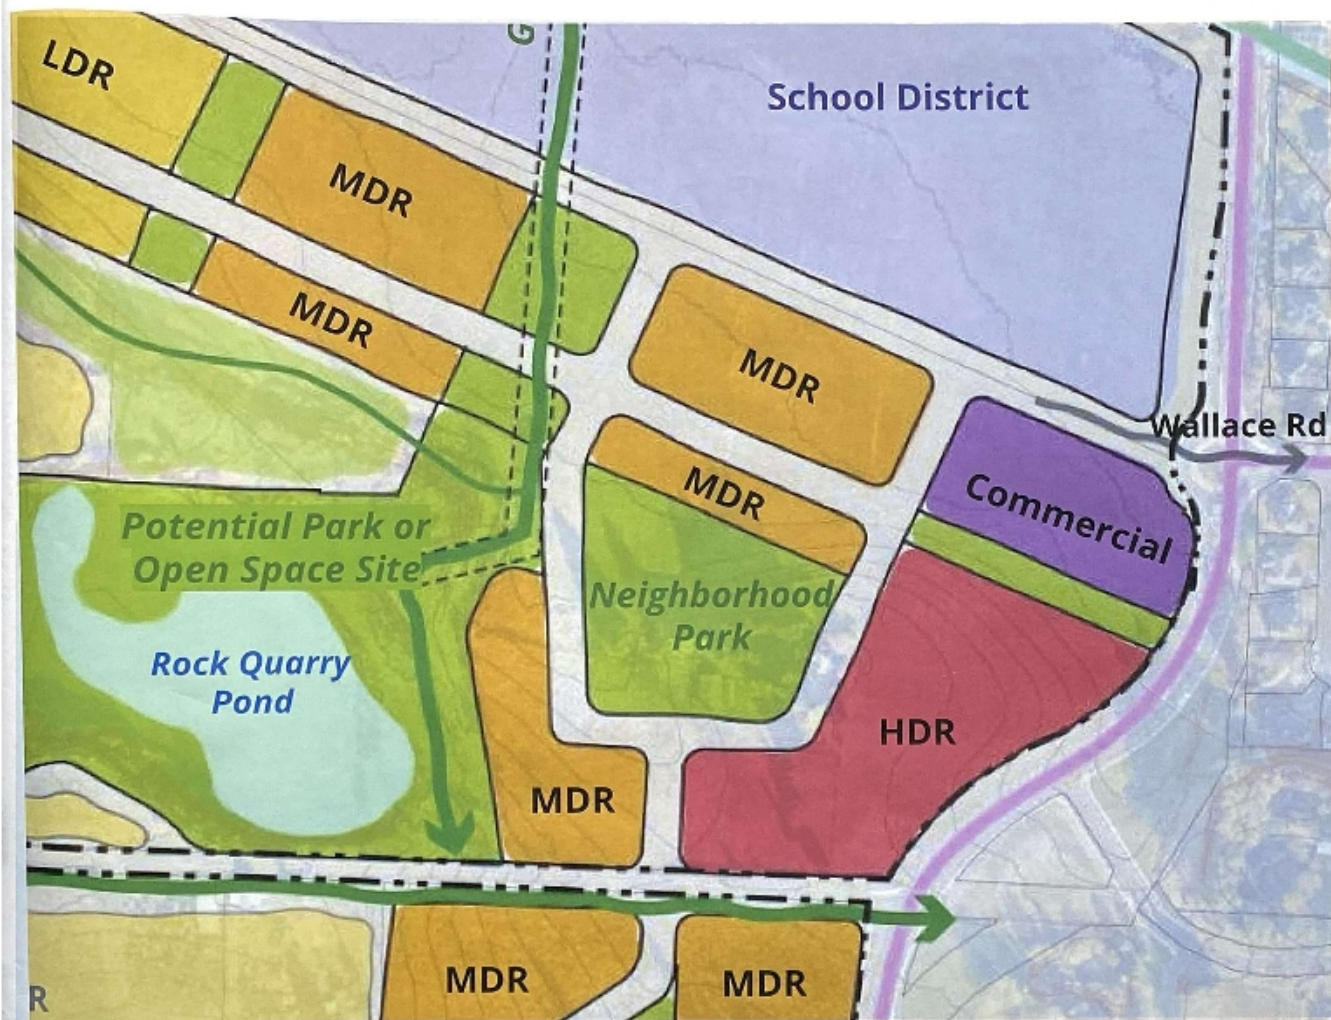 G
LDR
School District
MDR
MDR
MDR
Wallace Rd
MDR
Commercial
Potential Park or
Open Space Site
Neighborhood
Park
Rock Quarry
Pond
HDR
MDR
MDR
MDR
R